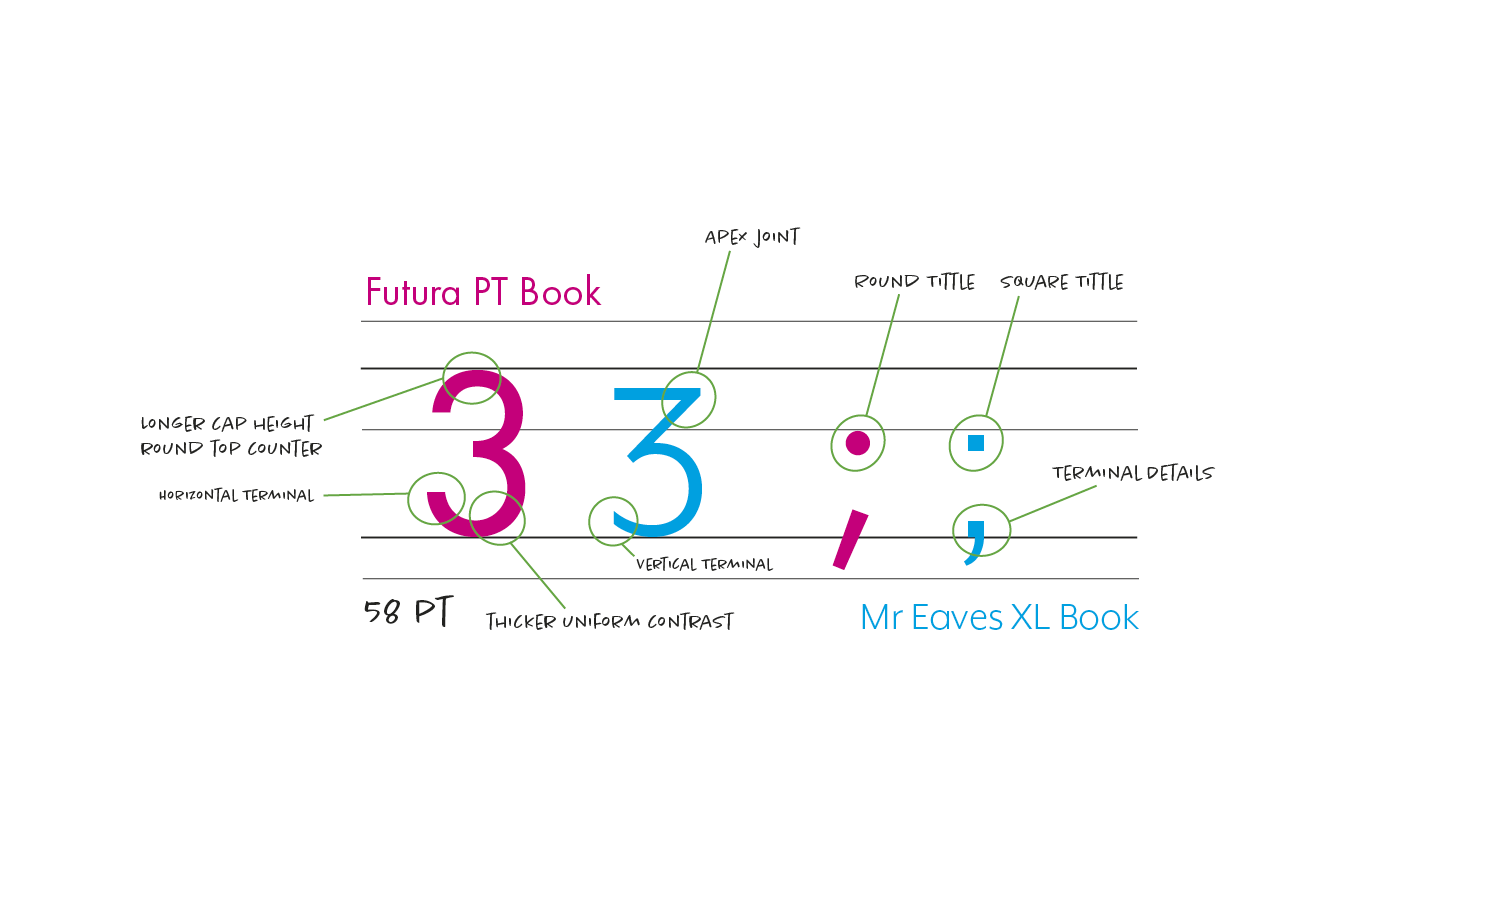 APEX JOINT
Futura PT Book
ROUND TITTLE
SQUARE TITTLE
LONGER CAP HEIGHT
ROUND TOP COUNTER
HORIZONTAL TERMINAL
3 3 ; ;
TERMINAL DETAILS
VERTICAL TERMINAL
58 PT
THICKER UNIFORM CONTRAST
Mr Eaves XL Book